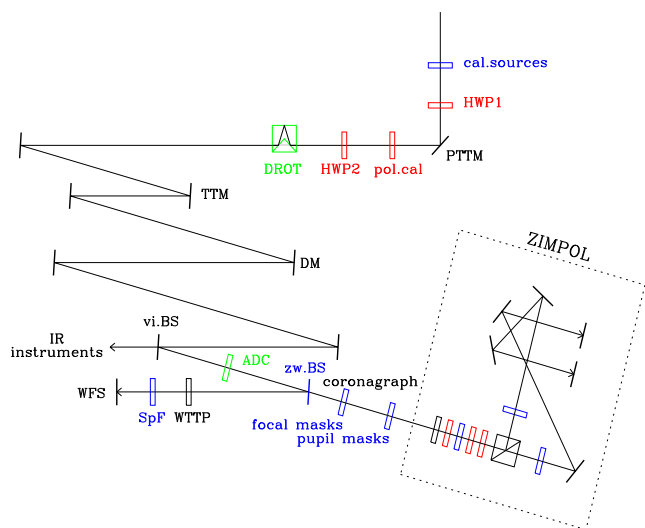 cal.sources
HWP1
PTTM
DROT
HWP2
pol.cal
TTM
ZIMPOL
DM
vi.BS
IR
instruments
ADC
zw.BS
coronagraph
WFS
SpF
WTTP
focal masks
pupil masks